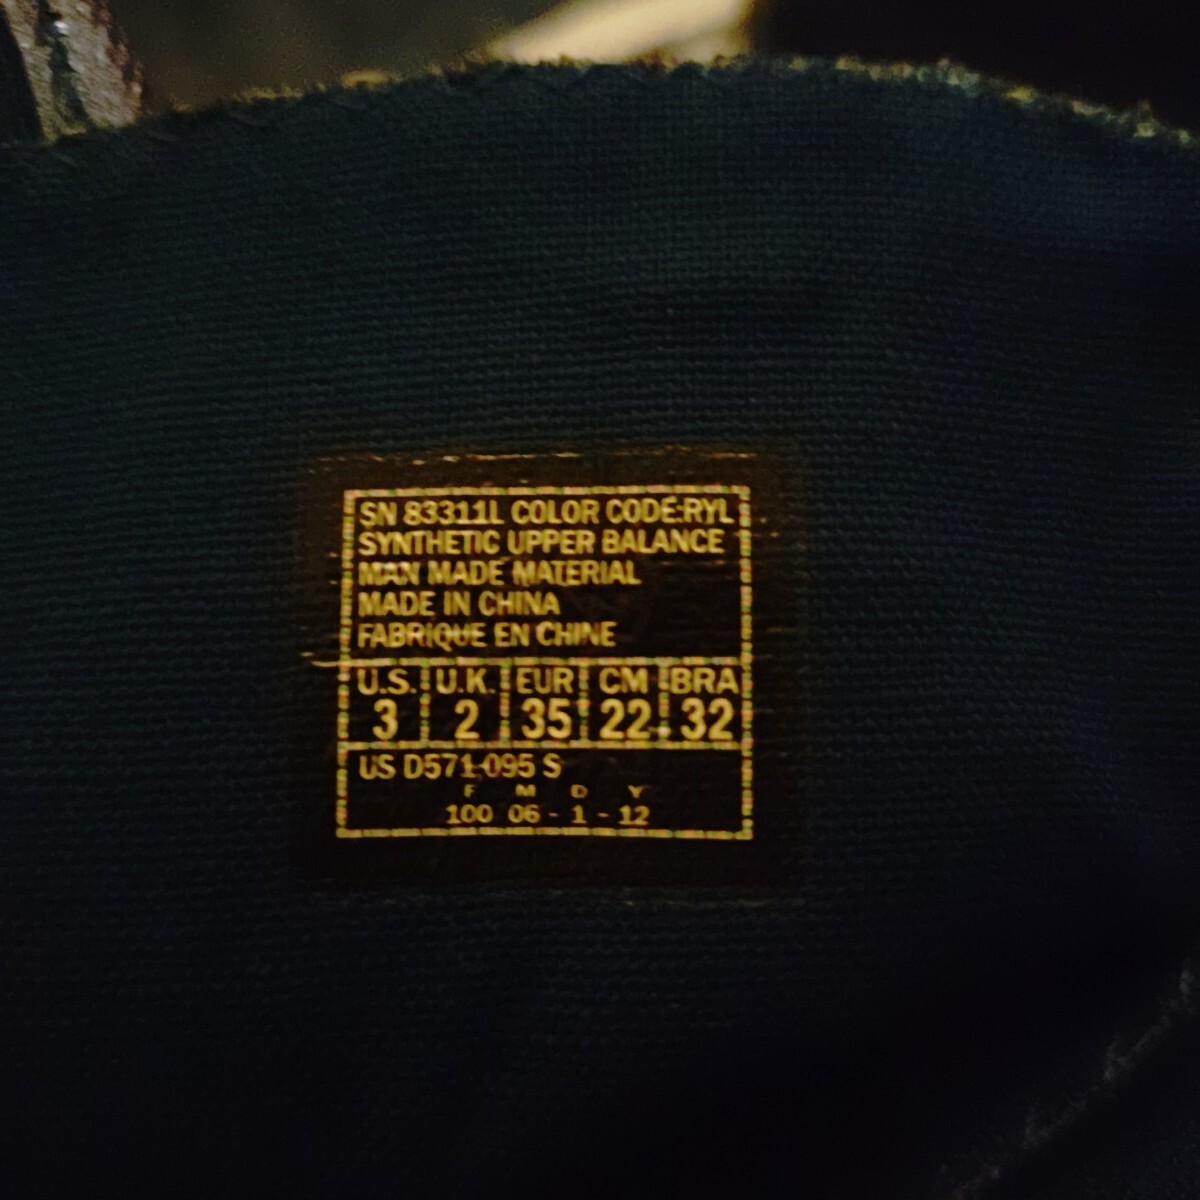 SN 83311L COLOR CODE:RYL
SYNTHETIC UPPER BALANCE
MAN MADE MATERIAL
MADE IN CHINA
FABRIQUE EN CHINE
U.S. U.K. EUR CM BRA
3 2 35 22 32
US D571,095 S
F M D Y
100 06 - 1 - 12